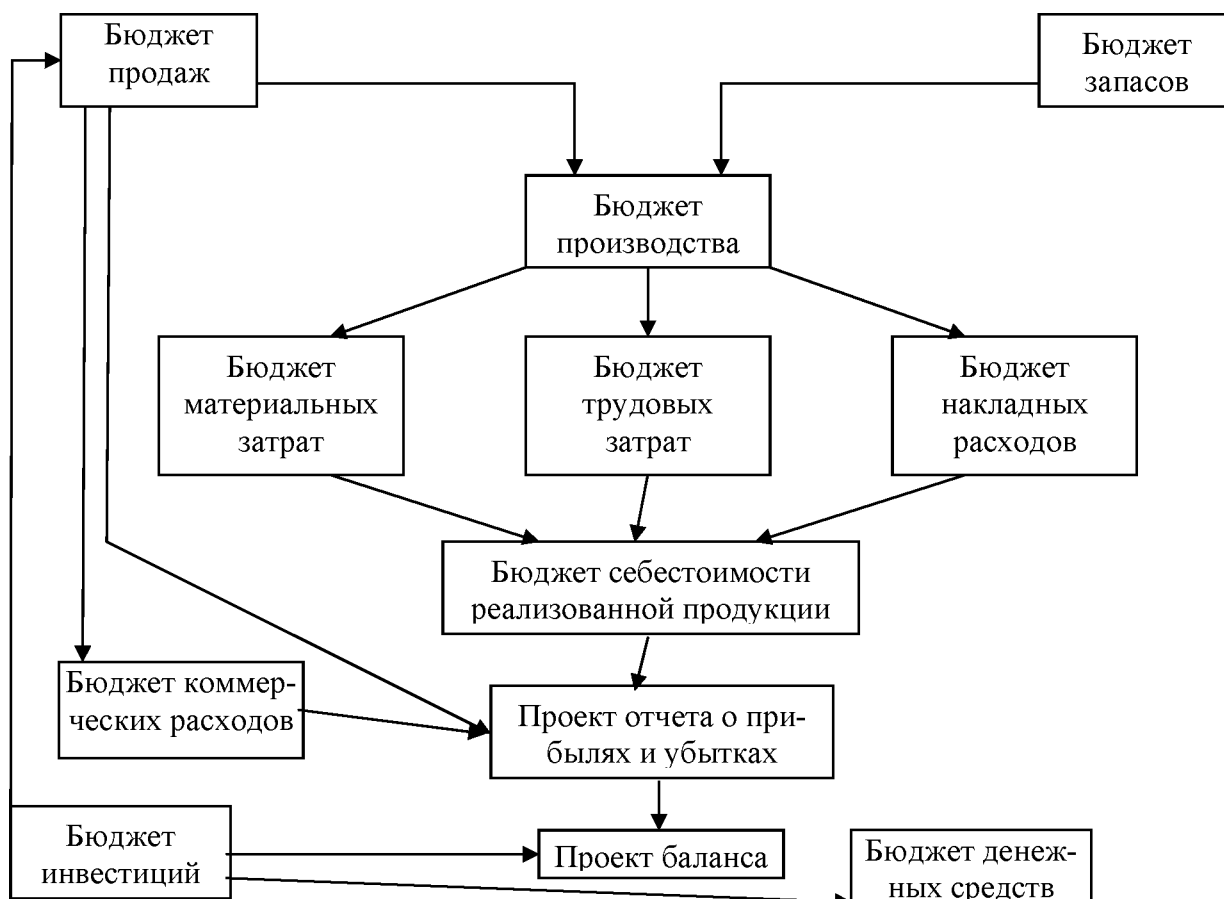 Бюджет
продаж
Бюджет
запасов
Бюджет
производства
Бюджет
материальных
затрат
Бюджет
трудовых
затрат
Бюджет
накладных
расходов
Бюджет себестоимости
реализованной продукции
Бюджет коммер-
ческих расходов
Проект отчета о при-
былях и убытках
Бюджет
инвестиций
Проект баланса
Бюджет денеж-
ных средств